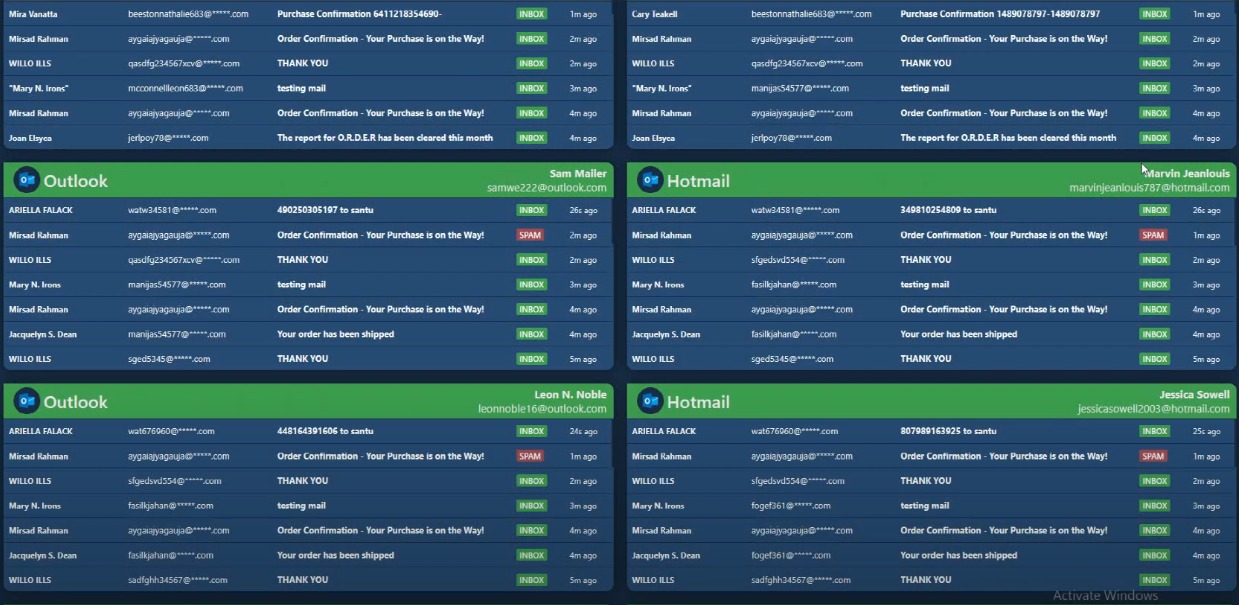 Mira Vanatta beestonnathalie683@*****.com Purchase Confirmation 6411218354690- INBOX 1m ago
Mirsad Rahman aygaiajyagauja@*****.com Order Confirmation - Your Purchase is on the Way! INBOX 2m ago
WILLO ILLS qasdfg234567xcv@*****.com THANK YOU INBOX 2m ago
"Mary N. Irons" mcconnellleon683@*****.com testing mail INBOX 3m ago
Mirsad Rahman aygaiajyagauja@*****.com Order Confirmation - Your Purchase is on the Way! INBOX 4m ago
Joan Elsyea jerlpoy78@*****.com The report for O.R.D.E.R has been cleared this month INBOX 4m ago
Cary Teakell beestonnathalie683@*****.com Purchase Confirmation 1489078797-1489078797 INBOX 1m ago
Mirsad Rahman aygaiajyagauja@*****.com Order Confirmation - Your Purchase is on the Way! INBOX 2m ago
WILLO ILLS qasdfg234567xcv@*****.com THANK YOU INBOX 2m ago
"Mary N. Irons" manijas54577@*****.com testing mail INBOX 3m ago
Mirsad Rahman aygaiajyagauja@*****.com Order Confirmation - Your Purchase is on the Way! INBOX 4m ago
Joan Elsyea jerlpoy78@*****.com The report for O.R.D.E.R has been cleared this month INBOX 4m ago
Outlook Sam Mailer
samwe222@outlook.com
ARIELLA FALACK watw34581@*****.com 490250305197 to santu INBOX 26s ago
Mirsad Rahman aygaiajyagauja@*****.com Order Confirmation - Your Purchase is on the Way! SPAM 2m ago
WILLO ILLS qasdfg234567xcv@*****.com THANK YOU INBOX 2m ago
Mary N. Irons manijas54577@*****.com testing mail INBOX 3m ago
Mirsad Rahman aygaiajyagauja@*****.com Order Confirmation - Your Purchase is on the Way! INBOX 4m ago
Jacquelyn S. Dean manijas54577@*****.com Your order has been shipped INBOX 4m ago
WILLO ILLS sged5345@*****.com THANK YOU INBOX 5m ago
Hotmail Marvin Jeanlouis
marvinjeanlouis787@hotmail.com
ARIELLA FALACK watw34581@*****.com 349810254809 to santu INBOX 26s ago
Mirsad Rahman aygaiajyagauja@*****.com Order Confirmation - Your Purchase is on the Way! SPAM 1m ago
WILLO ILLS sfgedsvd554@*****.com THANK YOU INBOX 2m ago
Mary N. Irons fasilkjahan@*****.com testing mail INBOX 3m ago
Mirsad Rahman aygaiajyagauja@*****.com Order Confirmation - Your Purchase is on the Way! INBOX 4m ago
Jacquelyn S. Dean fasilkjahan@*****.com Your order has been shipped INBOX 4m ago
WILLO ILLS sged5345@*****.com THANK YOU INBOX 5m ago
Outlook Leon N. Noble
leonnoble16@outlook.com
ARIELLA FALACK wat676960@*****.com 448164391606 to santu INBOX 24s ago
Mirsad Rahman aygaiajyagauja@*****.com Order Confirmation - Your Purchase is on the Way! SPAM 1m ago
WILLO ILLS sfgedsvd554@*****.com THANK YOU INBOX 2m ago
Mary N. Irons fasilkjahan@*****.com testing mail INBOX 3m ago
Mirsad Rahman aygaiajyagauja@*****.com Order Confirmation - Your Purchase is on the Way! INBOX 4m ago
Jacquelyn S. Dean fasilkjahan@*****.com Your order has been shipped INBOX 4m ago
WILLO ILLS sadfghh34567@*****.com THANK YOU INBOX 5m ago
Hotmail Jessica Sowell
jessicasowell2003@hotmail.com
ARIELLA FALACK wat676960@*****.com 807989163925 to santu INBOX 25s ago
Mirsad Rahman aygaiajyagauja@*****.com Order Confirmation - Your Purchase is on the Way! SPAM 1m ago
WILLO ILLS sfgedsvd554@*****.com THANK YOU INBOX 2m ago
Mary N. Irons fogef361@*****.com testing mail INBOX 3m ago
Mirsad Rahman aygaiajyagauja@*****.com Order Confirmation - Your Purchase is on the Way! INBOX 4m ago
Jacquelyn S. Dean fogef361@*****.com Your order has been shipped INBOX 4m ago
WILLO ILLS sadfghh34567@*****.com THANK YOU INBOX 5m ago
Activate Windows